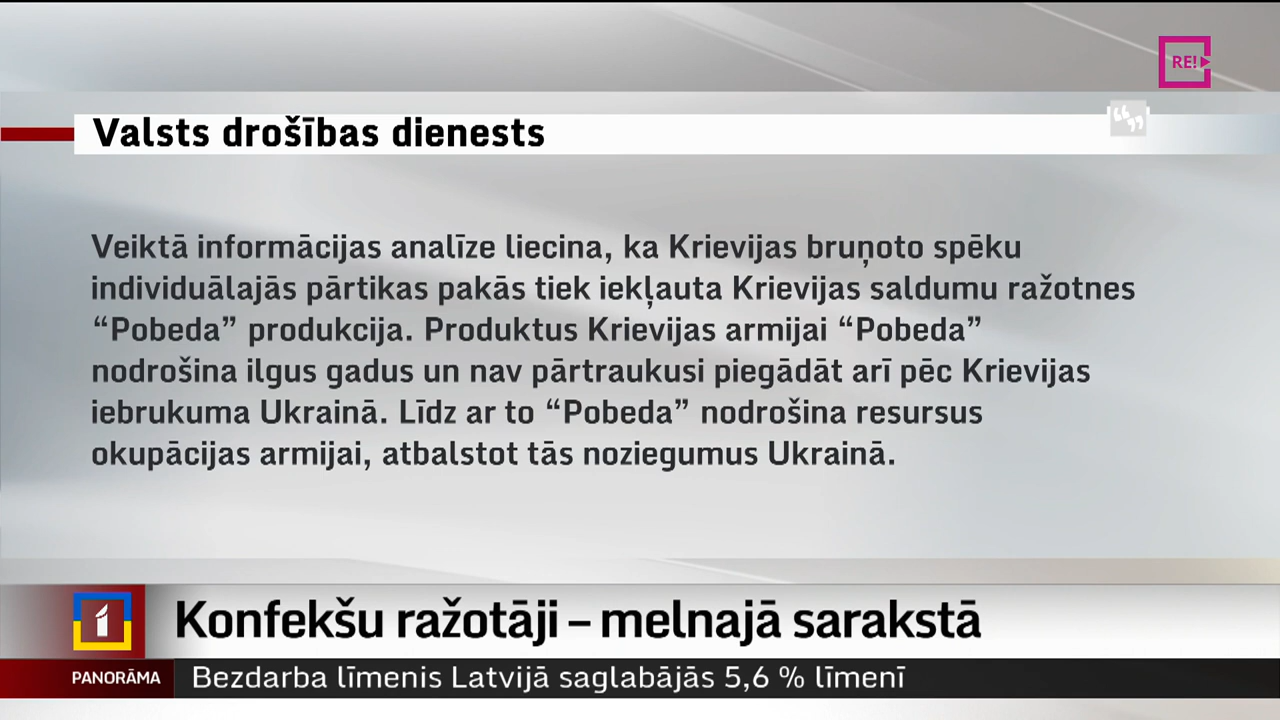 RE!
Valsts drošības dienests
Veiktā informācijas analīze liecina, ka Krievijas bruņoto spēku
individuālajās pārtikas pakās tiek iekļauta Krievijas saldumu ražotnes
“Pobeda” produkcija. Produktus Krievijas armijai “Pobeda”
nodrošina ilgus gadus un nav pārtraukusi piegādāt arī pēc Krievijas
iebrukuma Ukrainā. Līdz ar to “Pobeda” nodrošina resursus
okupācijas armijai, atbalstot tās noziegumus Ukrainā.
1
Konfekšu ražotāji – melnajā sarakstā
PANORĀMA
Bezdarba līmenis Latvijā saglabājās 5,6 % līmenī